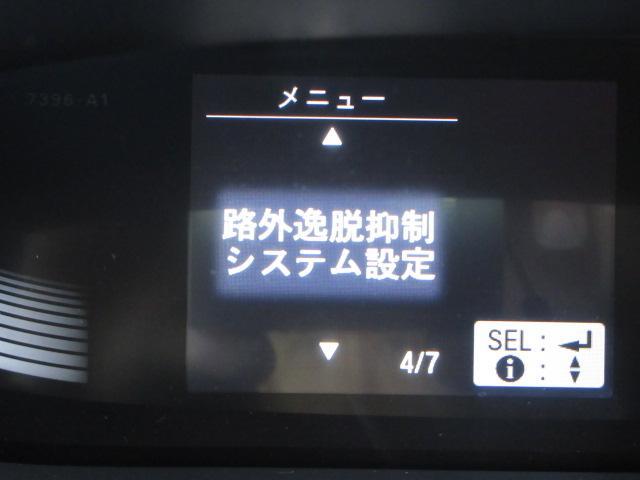 7396-A1
メニュー
▲
路外逸脱抑制
システム設定
▼
4/7
SEL : ↵
i : ▲▼